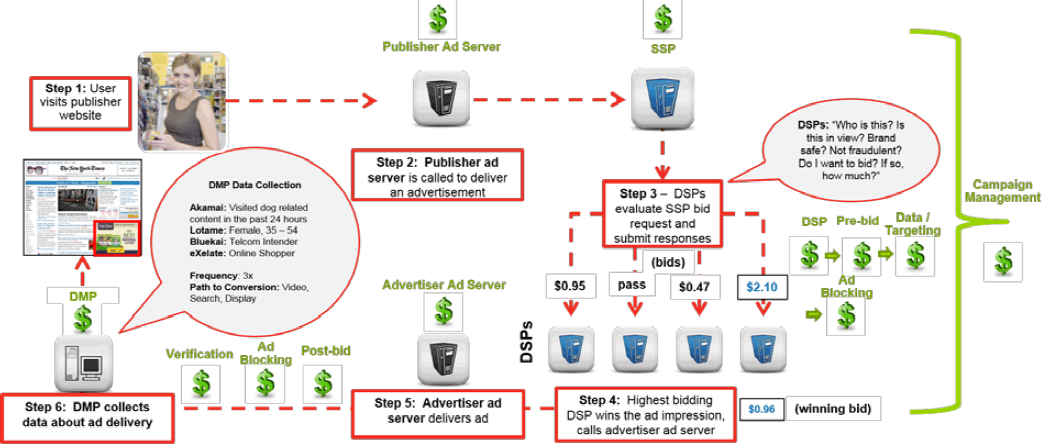 Publisher Ad Server
SSP
Step 1: User
visits publisher
website
Step 2:  Publisher ad
server is called to deliver
an advertisement
DSPs: “Who is this? Is
this in view? Brand
safe? Not fraudulent?
Do I want to bid? If so,
how much?”
The New York Times
DMP Data Collection
Akamai: Visited dog related
content in the past 24 hours
Lotame: Female, 35 – 54
Bluekai: Telcom Intender
eXelate: Online Shopper
Frequency: 3x
Path to Conversion: Video,
Search, Display
Step 3 – DSPs
evaluate SSP bid
request and
submit responses
(bids)
$0.95
pass
$0.47
$2.10
DSPs
DSP
Pre-bid
Data /
Targeting
Ad
Blocking
Campaign
Management
DMP
Advertiser Ad Server
Verification
Ad
Blocking
Post-bid
Step 6:  DMP collects
data about ad delivery
Step 5:  Advertiser ad
server delivers ad
Step 4:  Highest bidding
DSP wins the ad impression,
calls advertiser ad server
$0.96
(winning bid)